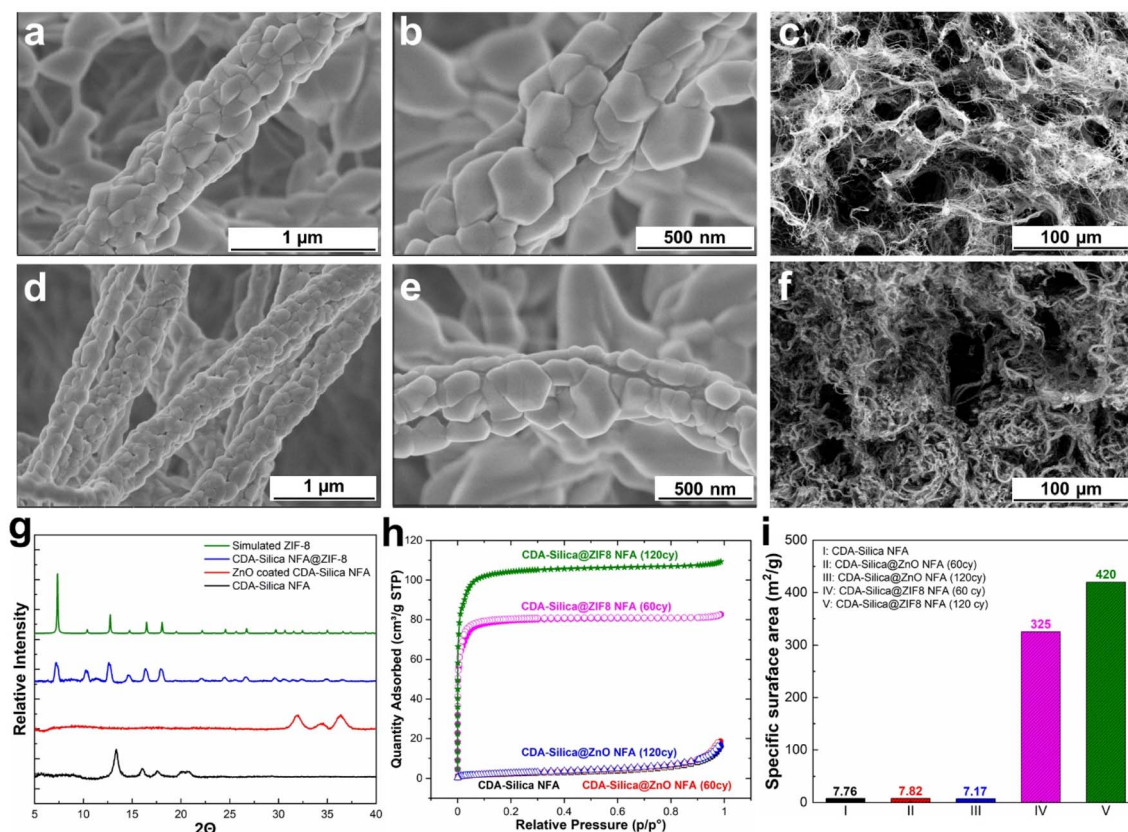 a
1 µm
b
500 nm
c
100 µm
d
1 µm
e
500 nm
f
100 µm
g
Simulated ZIF-8
CDA-Silica NFA@ZIF-8
ZnO coated CDA-Silica NFA
CDA-Silica NFA
Relative Intensity
5 10 15 20 25 30 35 40
2Θ
h
120
100
80
60
40
20
0
Quantity Adsorbed (cm³/g STP)
CDA-Silica@ZIF8 NFA (120cy)
CDA-Silica@ZIF8 NFA (60cy)
CDA-Silica@ZnO NFA (120cy)
CDA-Silica NFA
CDA-Silica@ZnO NFA (60cy)
0.0 0.2 0.4 0.6 0.8 1.0
Relative Pressure (p/p°)
i
500
400
300
200
100
0
Specific suraface area (m²/g)
I: CDA-Silica NFA
II: CDA-Silica@ZnO NFA (60cy)
III: CDA-Silica@ZnO NFA (120cy)
IV: CDA-Silica@ZIF8 NFA (60 cy)
V: CDA-Silica@ZIF8 NFA (120 cy)
420
325
7.76 7.82 7.17
I II III IV V